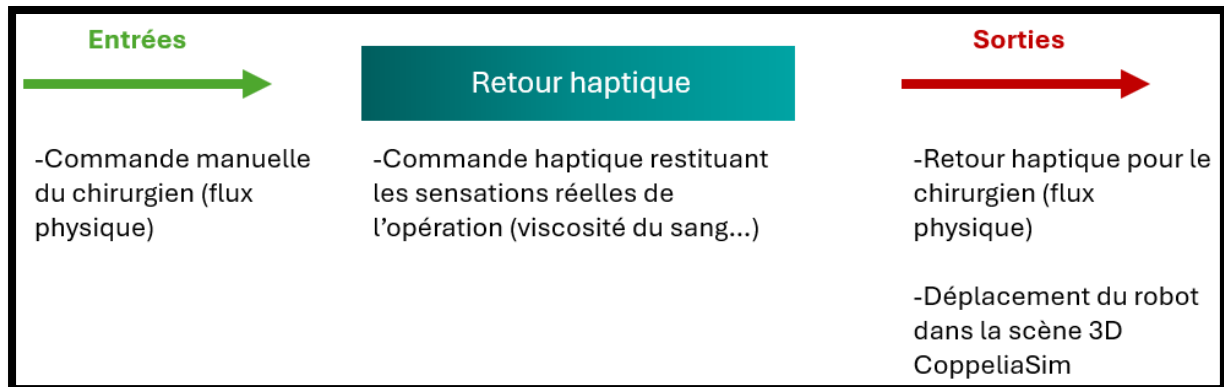 Entrées
Retour haptique
Sorties
-Commande manuelle
du chirurgien (flux
physique)
-Commande haptique restituant
les sensations réelles de
l'opération (viscosité du sang...)
-Retour haptique pour le
chirurgien (flux
physique)
-Déplacement du robot
dans la scène 3D
CoppeliaSim